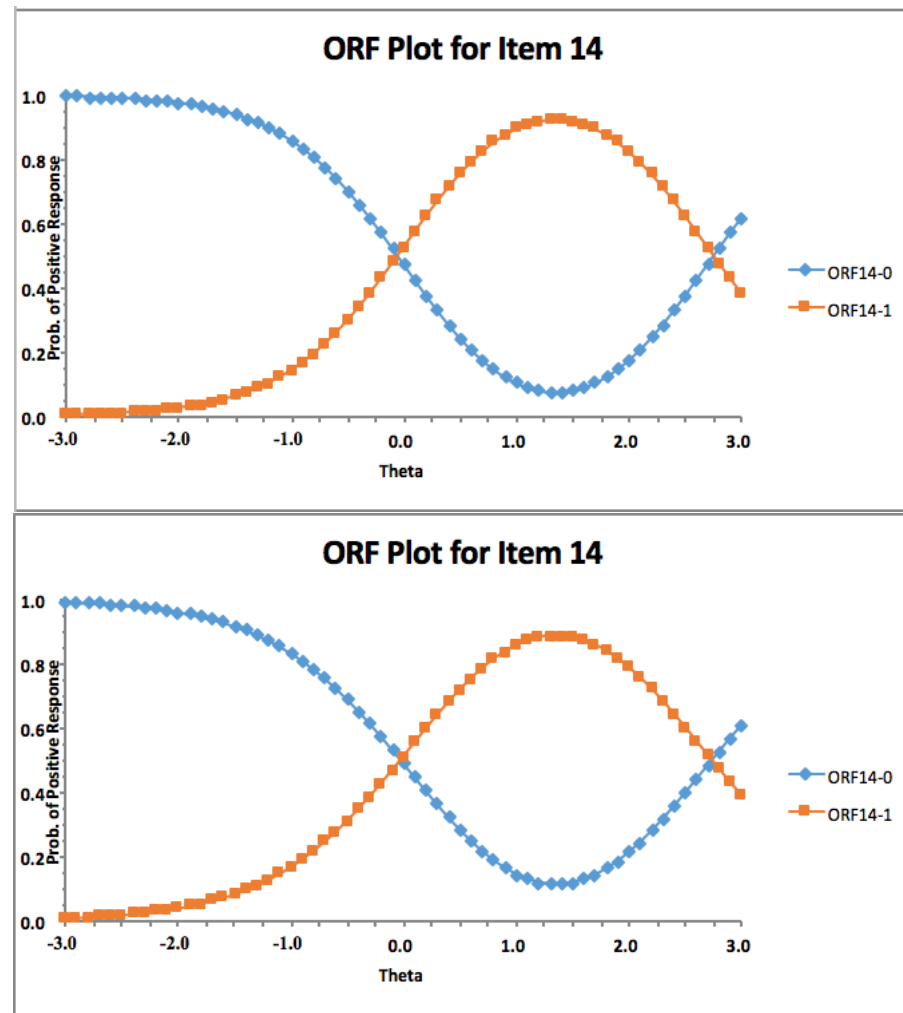 ORF Plot for Item 14
Prob. of Positive Response
1.0
0.8
0.6
0.4
0.2
0.0
-3.0 -2.0 -1.0 0.0 1.0 2.0 3.0
Theta
ORF14-0
ORF14-1
ORF Plot for Item 14
Prob. of Positive Response
1.0
0.8
0.6
0.4
0.2
0.0
-3.0 -2.0 -1.0 0.0 1.0 2.0 3.0
Theta
ORF14-0
ORF14-1